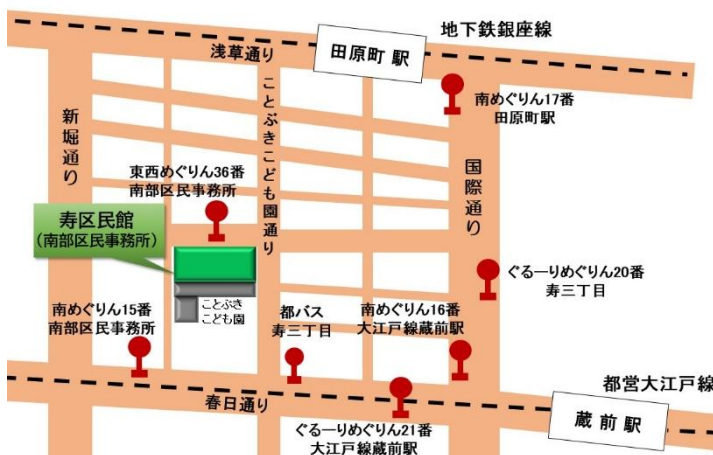 地下鉄銀座線
田原町駅
浅草通り
南めぐりん17番
田原町駅
新堀通り
ことぶきこども園通り
国際通り
東西めぐりん36番
南部区民事務所
寿区民館
(南部区民事務所)
ことぶき
こども園
ぐるーりめぐりん20番
寿三丁目
南めぐりん15番
南部区民事務所
都バス
寿三丁目
南めぐりん16番
大江戸線蔵前駅
都営大江戸線
春日通り
蔵前駅
ぐるーりめぐりん21番
大江戸線蔵前駅